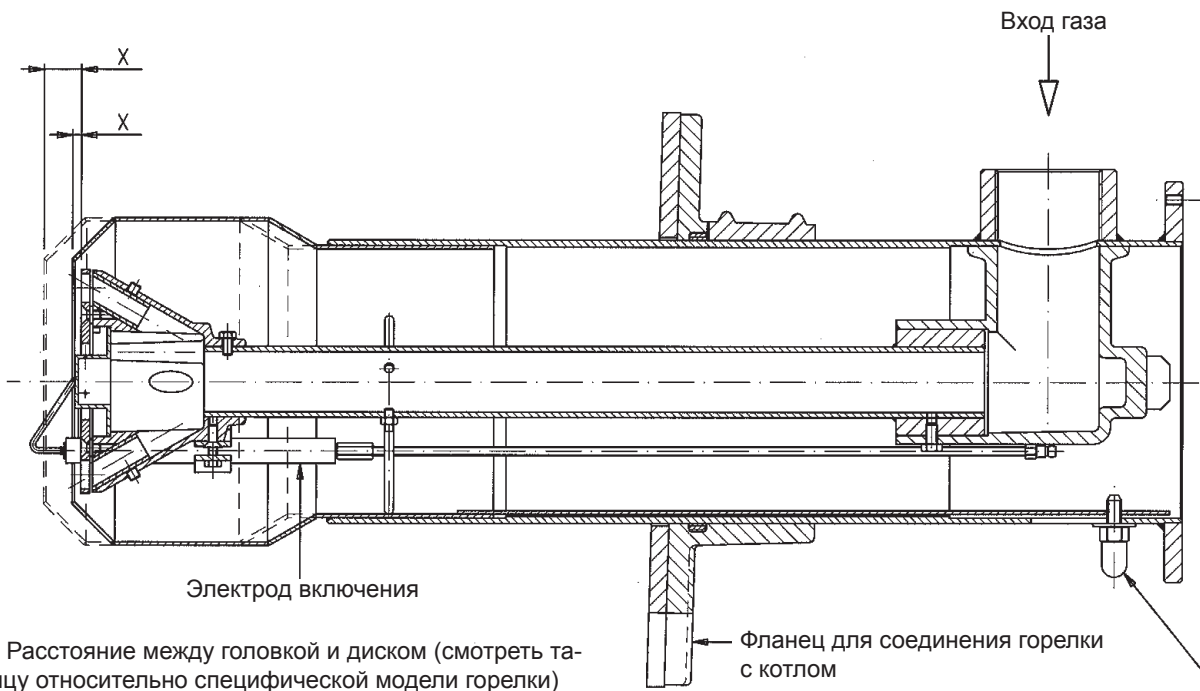 Вход газа
X
X
Электрод включения
Фланец для соединения горелки
с котлом
Расстояние между головкой и диском (смотреть та-
цу относительно специфической модели горелки)